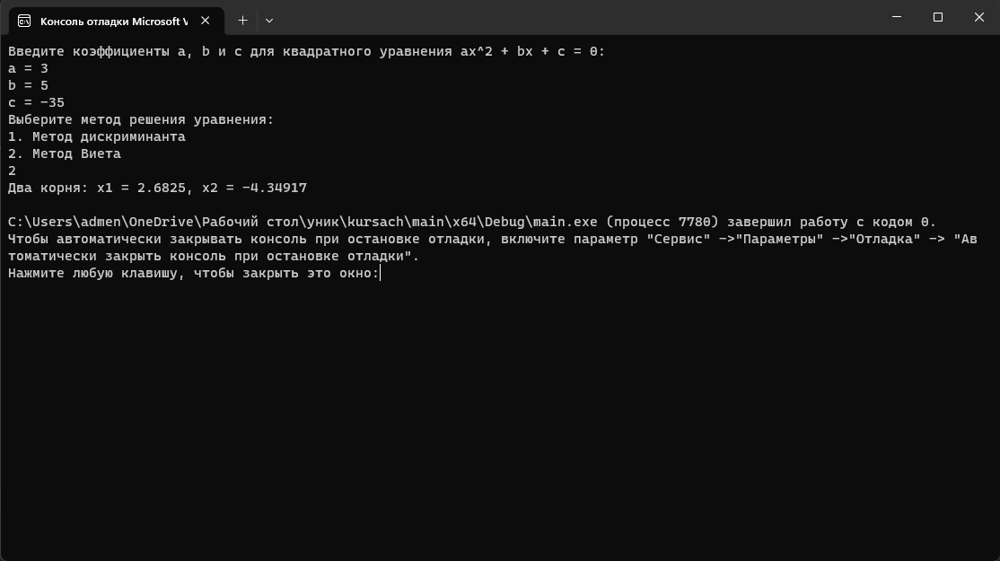 Консоль отладки Microsoft V
Введите коэффициенты a, b и c для квадратного уравнения ax^2 + bx + c = 0:
a = 3
b = 5
c = -35
Выберите метод решения уравнения:
1. Метод дискриминанта
2. Метод Виета
2
Два корня: x1 = 2.6825, x2 = -4.34917
C:\Users\admen\OneDrive\Рабочий стол\уник\kursach\main\x64\Debug\main.exe (процесс 7780) завершил работу с кодом 0.
Чтобы автоматически закрывать консоль при остановке отладки, включите параметр "Сервис" ->"Параметры" ->"Отладка" -> "Ав
томатически закрыть консоль при остановке отладки".
Нажмите любую клавишу, чтобы закрыть это окно: